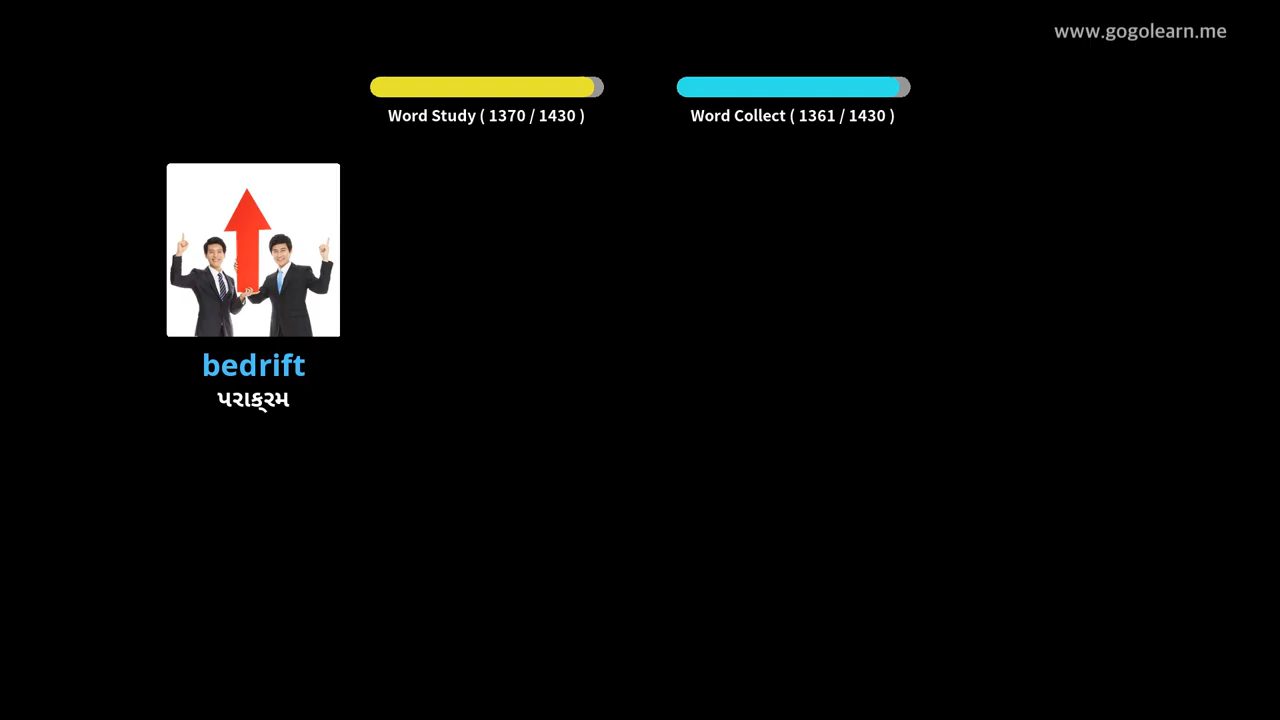 www.gogolearn.me
Word Study ( 1370 / 1430 )
Word Collect ( 1361 / 1430 )
bedrift
પરાક્રમ